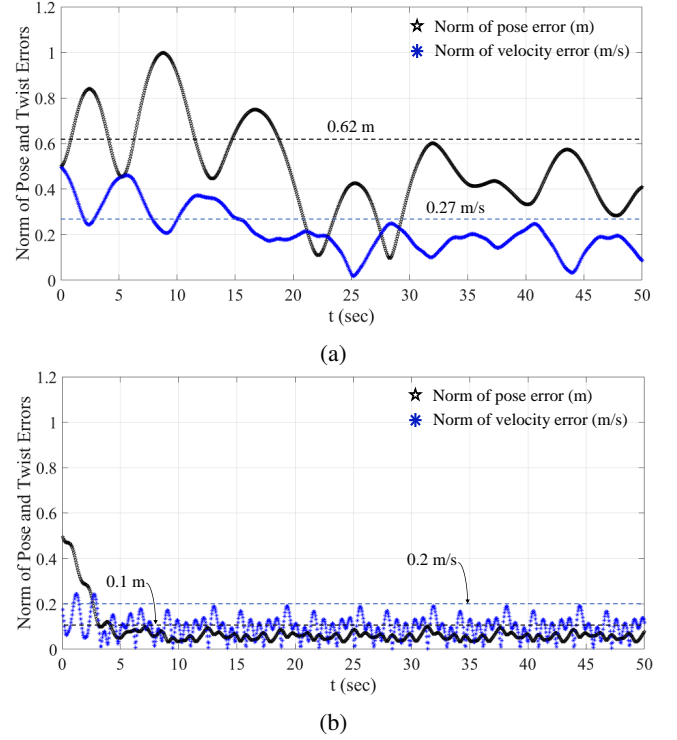 Norm of Pose and Twist Errors
1.2
1
0.8
0.6
0.4
0.2
0
Norm of pose error (m)
Norm of velocity error (m/s)
0.62 m
0.27 m/s
0 5 10 15 20 25 30 35 40 45 50
t (sec)
(a)
Norm of Pose and Twist Errors
1.2
1
0.8
0.6
0.4
0.2
0
Norm of pose error (m)
Norm of velocity error (m/s)
0.1 m
0.2 m/s
0 5 10 15 20 25 30 35 40 45 50
t (sec)
(b)